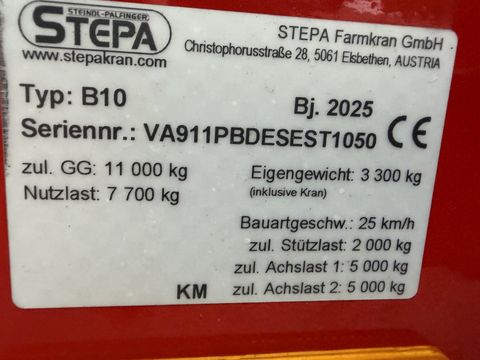 STEINDL-PALFINGER
STEPA
www.stepakran.com
STEPA Farmkran GmbH
Christophorusstraße 28, 5061 Elsbethen, AUSTRIA
Typ: B10
Bj. 2025
Seriennr.: VA911PBDESEST1050 CE
zul. GG: 11 000 kg
Nutzlast: 7 700 kg
Eigengewicht: 3 300 kg
(inklusive Kran)
Bauartgeschw.: 25 km/h
zul. Stützlast: 2 000 kg
zul. Achslast 1: 5 000 kg
KM zul. Achslast 2: 5 000 kg